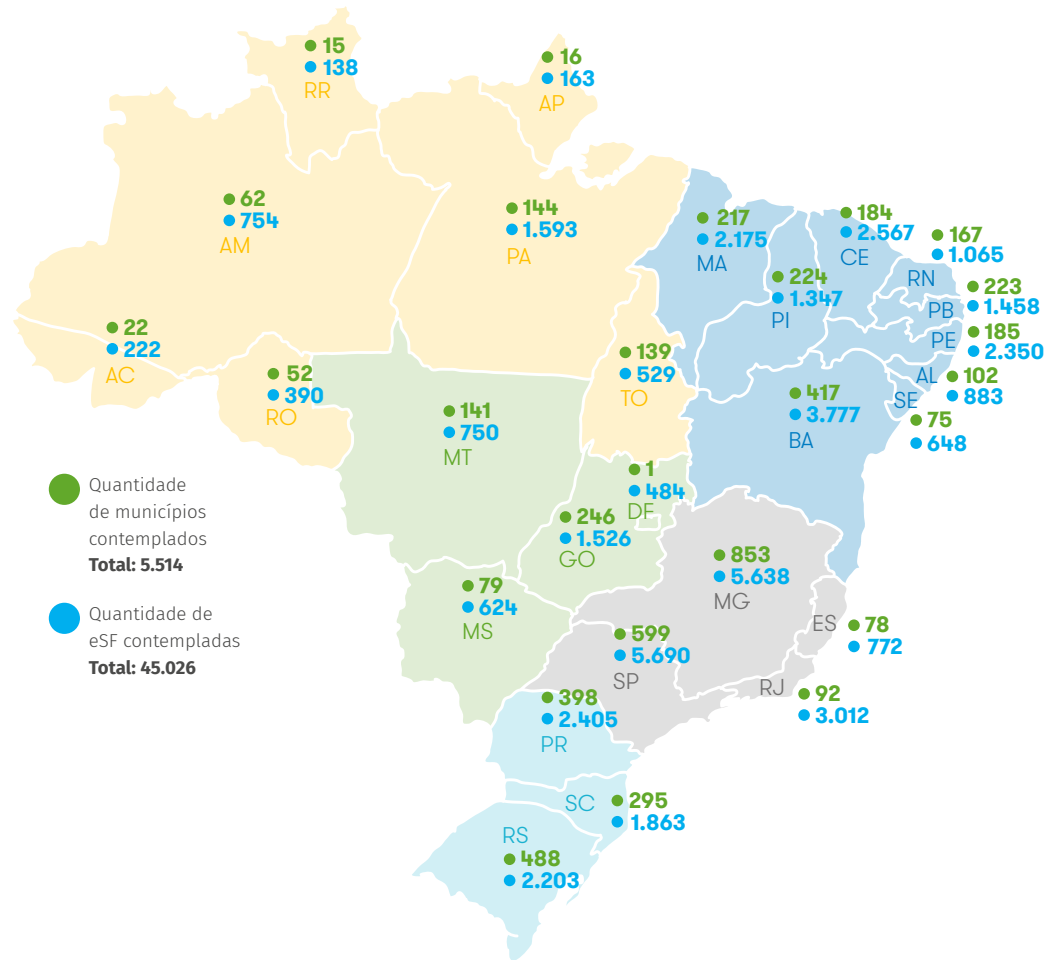 15
138
RR
16
163
AP
62
754
AM
144
1.593
PA
217
2.175
MA
184
2.567
CE
167
1.065
RN
224
1.347
PI
223
1.458
PB
185
2.350
PE
22
222
AC
52
390
RO
139
529
TO
102
883
AL
75
648
SE
417
3.777
BA
141
750
MT
1
484
DF
246
1.526
GO
Quantidade
de municípios
contemplados
Total: 5.514
Quantidade de
eSF contempladas
Total: 45.026
853
5.638
MG
79
624
MS
599
5.690
SP
ES
78
772
RJ
92
3.012
398
2.405
PR
SC
295
1.863
RS
488
2.203